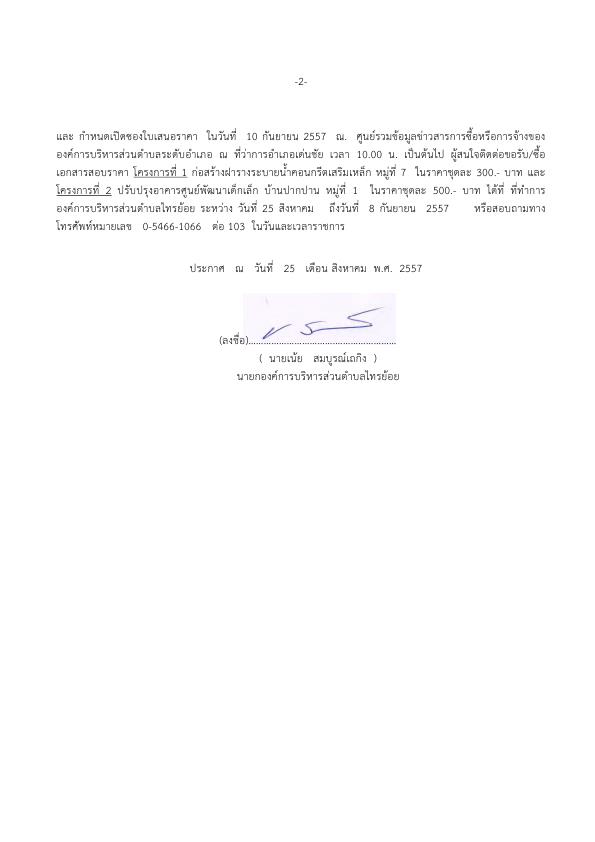 -2-
และ กำหนดเปิดซองใบเสนอราคา ในวันที่ 10 กันยายน 2557 ณ. ศูนย์รวมข้อมูลข่าวสารการซื้อหรือการจ้างของ
องค์การบริหารส่วนตำบลระดับอำเภอ ณ ที่ว่าการอำเภอเด่นชัย เวลา 10.00 น. เป็นต้นไป ผู้สนใจติดต่อขอรับ/ซื้อ
เอกสารสอบราคา โครงการที่ 1 ก่อสร้างฝารางระบายน้ำคอนกรีตเสริมเหล็ก หมู่ที่ 7 ในราคาชุดละ 300.- บาท และ
โครงการที่ 2 ปรับปรุงอาคารศูนย์พัฒนาเด็กเล็ก บ้านปากปาน หมู่ที่ 1 ในราคาชุดละ 500.- บาท ได้ที่ ที่ทำการ
องค์การบริหารส่วนตำบลไทรย้อย ระหว่าง วันที่ 25 สิงหาคม ถึงวันที่ 8 กันยายน 2557 หรือสอบถามทาง
โทรศัพท์หมายเลข 0-5466-1066 ต่อ 103 ในวันและเวลาราชการ
ประกาศ ณ วันที่ 25 เดือน สิงหาคม พ.ศ. 2557
(ลงชื่อ)......................................................
( นายเน้ย สมบูรณ์เถกิง )
นายกองค์การบริหารส่วนตำบลไทรย้อย